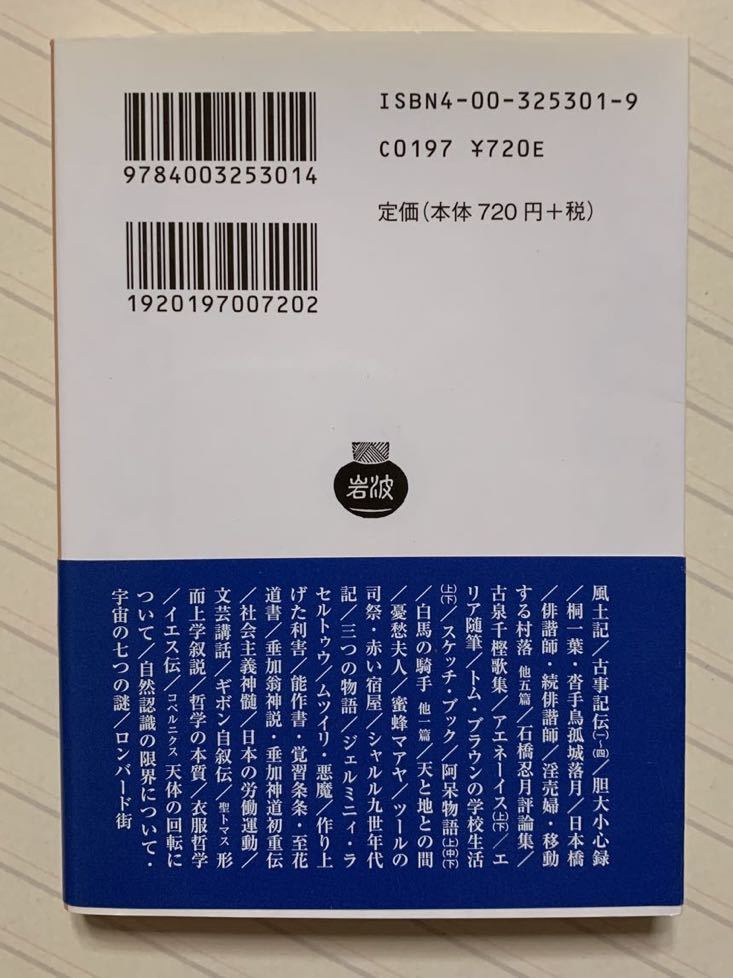 9784003253014
1920197007202
ISBN4-00-325301-9
C0197 ¥720E
定価(本体 720 円+税)
岩波
風土記/古事記伝(一〜四)/胆大小心録
/桐一葉・沓手鳥孤城落月/日本橋
/俳諧師・続俳諧師/淫売婦・移動
する村落 他五篇/石橋忍月評論集/
古泉千樫歌集/アエネーイス(上)(下)/エ
リア随筆/トム・ブラウンの学校生活
(上)(下)/スケッチ・ブック/阿呆物語(上)(中)(下)
/白馬の騎手 他一篇/天と地との間
/憂愁夫人/蜜蜂マアヤ/ツールの
司祭・赤い宿屋/シャルル九世年代
記/三つの物語/ジェルミニィ・ラ
セルトゥウ/ムツイリ・悪魔/作り上
げた利害/能作書・覚習条条・至花
道書/垂加翁神説・垂加神道初重伝
/社会主義神髄/日本の労働運動/
文芸講話/ギボン自叙伝/聖トマス 形
而上学叙説/哲学の本質/衣服哲学
/イエス伝/コペルニクス 天体の回転に
ついて/自然認識の限界について・
宇宙の七つの謎/ロンバード街